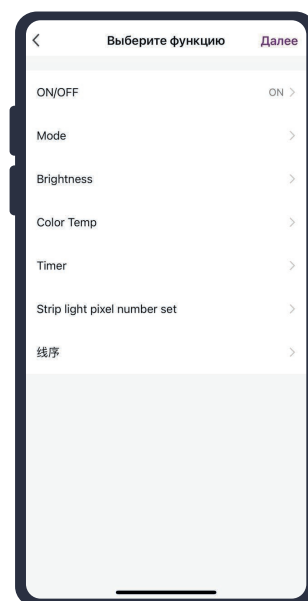 Выберите функцию Далее
ON/OFF ON
Mode
Brightness
Color Temp
Timer
Strip light pixel number set
线序